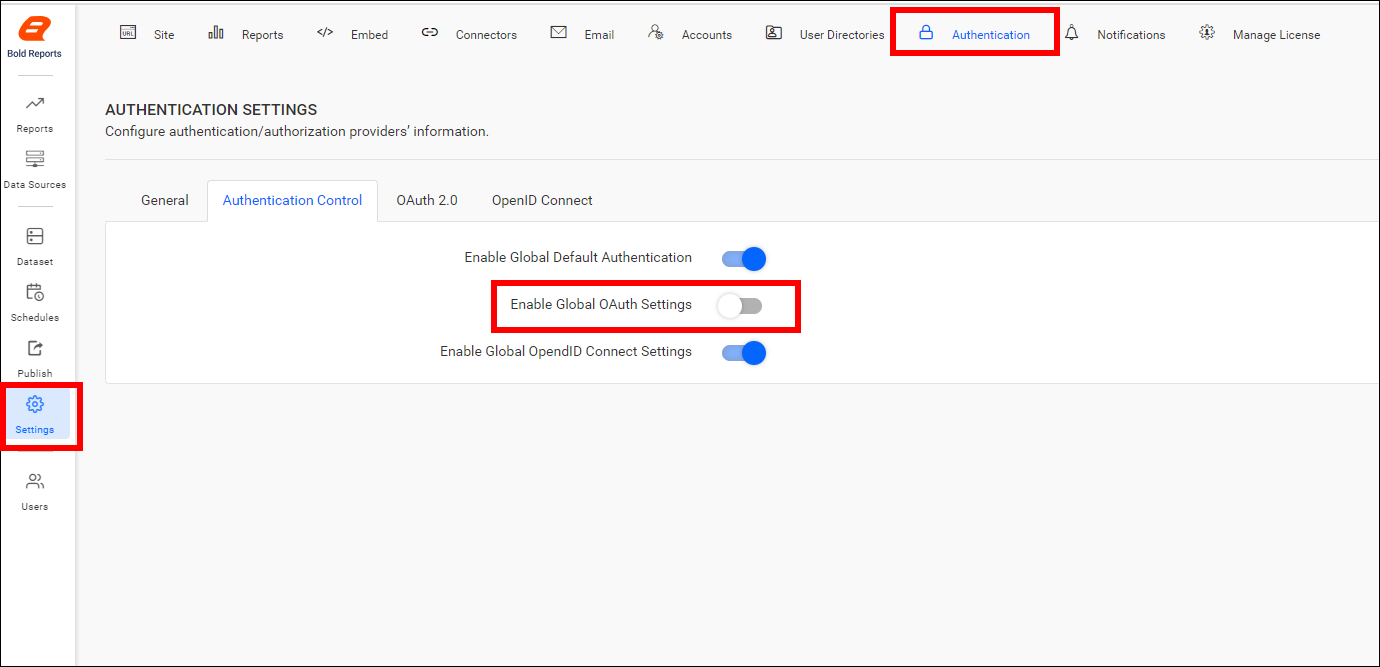 Bold Reports
URL Site Reports </> Embed Connectors Email Accounts User Directories Authentication Notifications Manage License
Reports
Data Sources
Dataset
Schedules
Publish
Settings
Users
AUTHENTICATION SETTINGS
Configure authentication/authorization providers' information.
General Authentication Control OAuth 2.0 OpenID Connect
Enable Global Default Authentication
Enable Global OAuth Settings
Enable Global OpendID Connect Settings